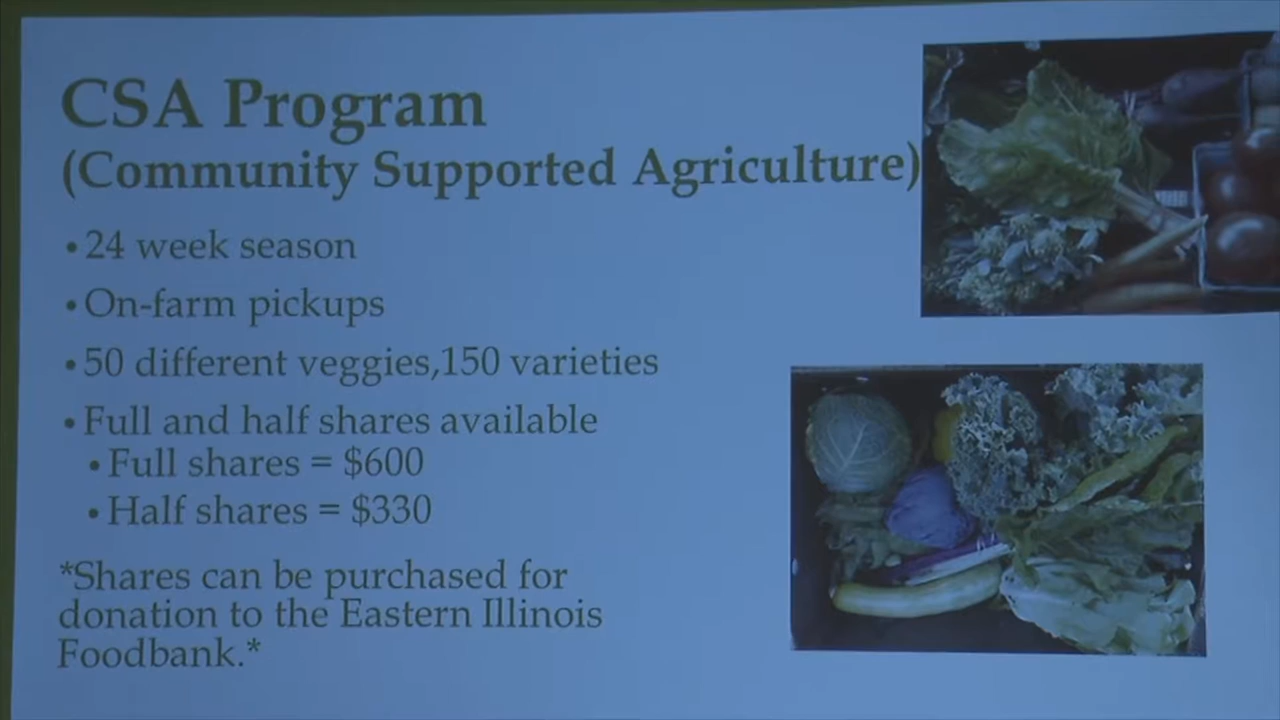 CSA Program
(Community Supported Agriculture)
•24 week season
•On-farm pickups
•50 different veggies,150 varieties
•Full and half shares available
•Full shares = $600
•Half shares = $330
*Shares can be purchased for
donation to the Eastern Illinois
Foodbank.*